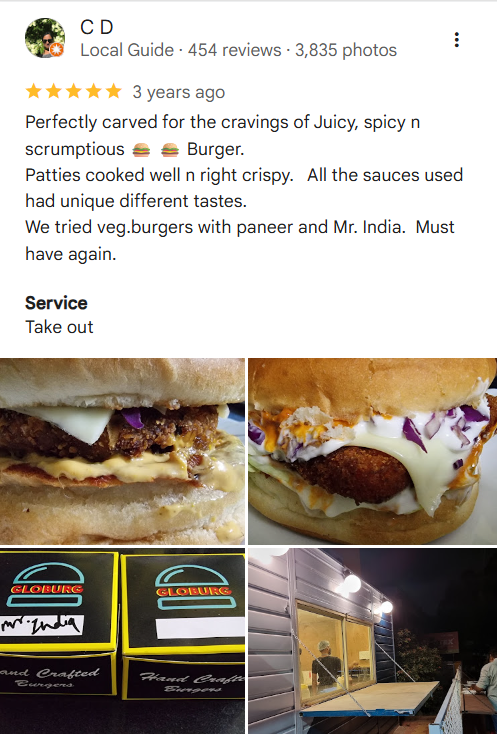 C D
Local Guide · 454 reviews · 3,835 photos
3 years ago
Perfectly carved for the cravings of Juicy, spicy n
scrumptious 🍔 🍔 Burger.
Patties cooked well n right crispy. All the sauces used
had unique different tastes.
We tried veg.burgers with paneer and Mr. India. Must
have again.
Service
Take out
GLOBURG
GLOBURG
mr. India
and Crafted
Burgers
Hand Crafte
Burgers